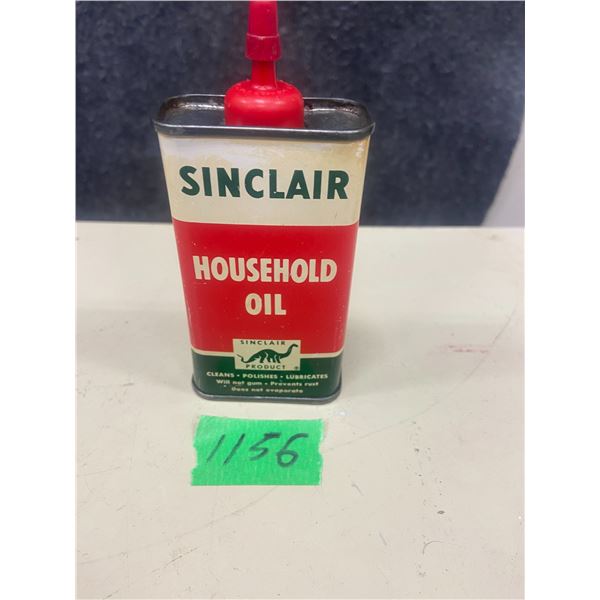 SINCLAIR
HOUSEHOLD
OIL
SINCLAIR
PRODUCT ®
CLEANS • POLISHES • LUBRICATES
Will not gum • Prevents rust
Does not evaporate
1156